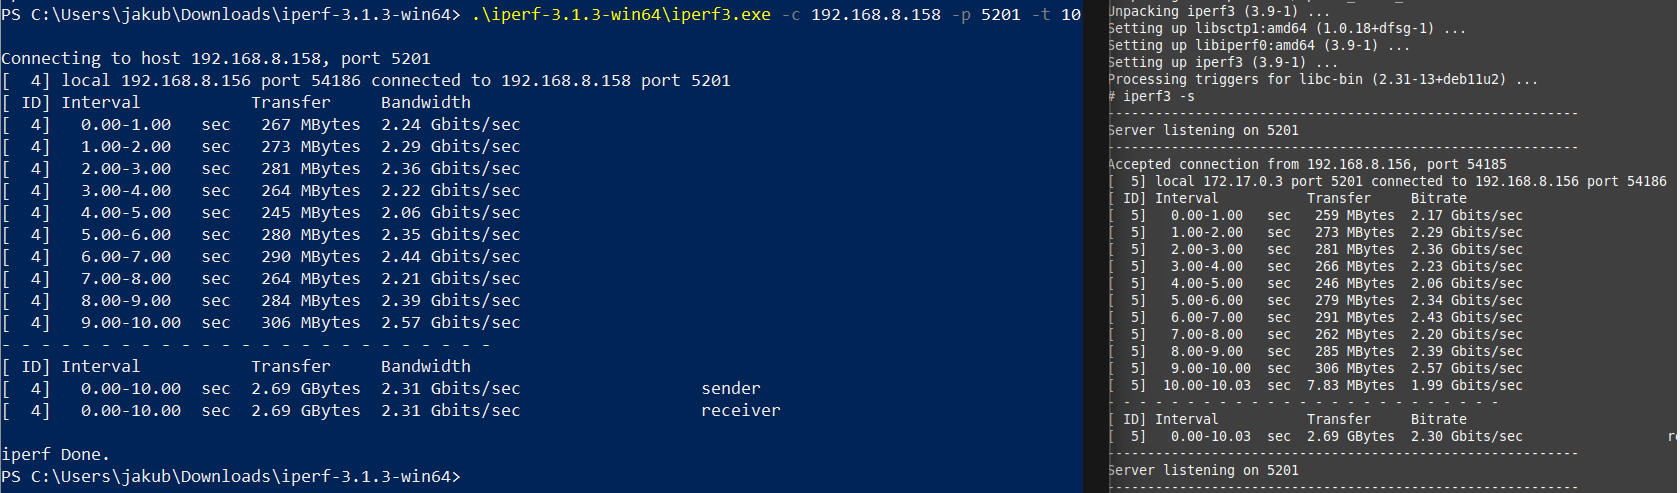 PS C:\Users\jakub\Downloads\iperf-3.1.3-win64> .\iperf-3.1.3-win64\iperf3.exe -c 192.168.8.158 -p 5201 -t 10
Connecting to host 192.168.8.158, port 5201
[  4] local 192.168.8.156 port 54186 connected to 192.168.8.158 port 5201
[ ID] Interval           Transfer     Bandwidth
[  4]   0.00-1.00   sec   267 MBytes  2.24 Gbits/sec
[  4]   1.00-2.00   sec   273 MBytes  2.29 Gbits/sec
[  4]   2.00-3.00   sec   281 MBytes  2.36 Gbits/sec
[  4]   3.00-4.00   sec   264 MBytes  2.22 Gbits/sec
[  4]   4.00-5.00   sec   245 MBytes  2.06 Gbits/sec
[  4]   5.00-6.00   sec   280 MBytes  2.35 Gbits/sec
[  4]   6.00-7.00   sec   290 MBytes  2.44 Gbits/sec
[  4]   7.00-8.00   sec   264 MBytes  2.21 Gbits/sec
[  4]   8.00-9.00   sec   284 MBytes  2.39 Gbits/sec
[  4]   9.00-10.00  sec   306 MBytes  2.57 Gbits/sec
- - - - - - - - - - - - - - - - - - - - - - - - -
[ ID] Interval           Transfer     Bandwidth
[  4]   0.00-10.00  sec  2.69 GBytes  2.31 Gbits/sec                  sender
[  4]   0.00-10.00  sec  2.69 GBytes  2.31 Gbits/sec                  receiver
iperf Done.
PS C:\Users\jakub\Downloads\iperf-3.1.3-win64>
Unpacking iperf3 (3.9-1) ...
Setting up libsctp1:amd64 (1.0.18+dfsg-1) ...
Setting up libiperf0:amd64 (3.9-1) ...
Setting up iperf3 (3.9-1) ...
Processing triggers for libc-bin (2.31-13+deb11u2) ...
# iperf3 -s
-----------------------------------------------------------
Server listening on 5201
-----------------------------------------------------------
Accepted connection from 192.168.8.156, port 54185
[  5] local 172.17.0.3 port 5201 connected to 192.168.8.156 port 54186
[ ID] Interval           Transfer     Bitrate
[  5]   0.00-1.00   sec   259 MBytes  2.17 Gbits/sec
[  5]   1.00-2.00   sec   273 MBytes  2.29 Gbits/sec
[  5]   2.00-3.00   sec   281 MBytes  2.36 Gbits/sec
[  5]   3.00-4.00   sec   266 MBytes  2.23 Gbits/sec
[  5]   4.00-5.00   sec   246 MBytes  2.06 Gbits/sec
[  5]   5.00-6.00   sec   279 MBytes  2.34 Gbits/sec
[  5]   6.00-7.00   sec   291 MBytes  2.43 Gbits/sec
[  5]   7.00-8.00   sec   262 MBytes  2.20 Gbits/sec
[  5]   8.00-9.00   sec   285 MBytes  2.39 Gbits/sec
[  5]   9.00-10.00  sec   306 MBytes  2.57 Gbits/sec
[  5]  10.00-10.03  sec  7.83 MBytes  1.99 Gbits/sec
- - - - - - - - - - - - - - - - - - - - - - - - -
[ ID] Interval           Transfer     Bitrate
[  5]   0.00-10.03  sec  2.69 GBytes  2.30 Gbits/sec
-----------------------------------------------------------
Server listening on 5201
-----------------------------------------------------------